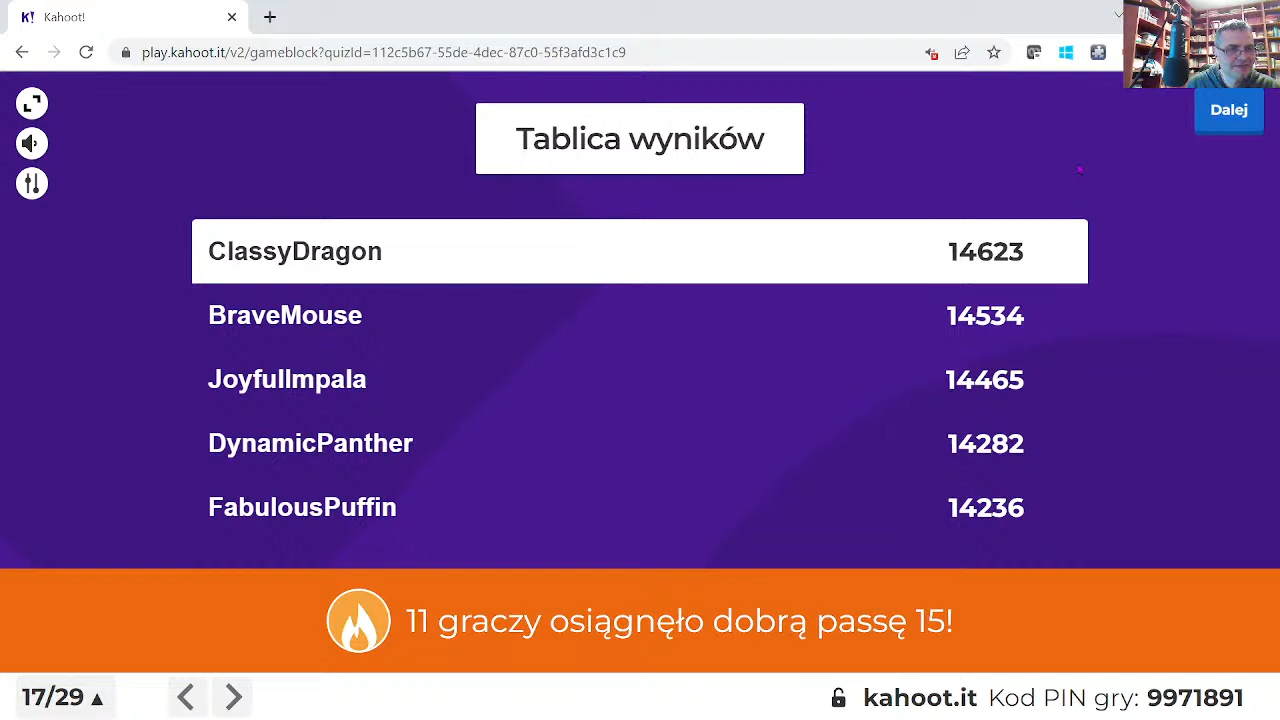 K! Kahoot!
play.kahoot.it/v2/gameblock?quizId=112c5b67-55de-4dec-87c0-55f3afd3c1c9
Dalej
Tablica wyników
ClassyDragon 14623
BraveMouse 14534
JoyfulImpala 14465
DynamicPanther 14282
FabulousPuffin 14236
11 graczy osiągnęło dobrą passę 15!
17/29
kahoot.it Kod PIN gry: 9971891